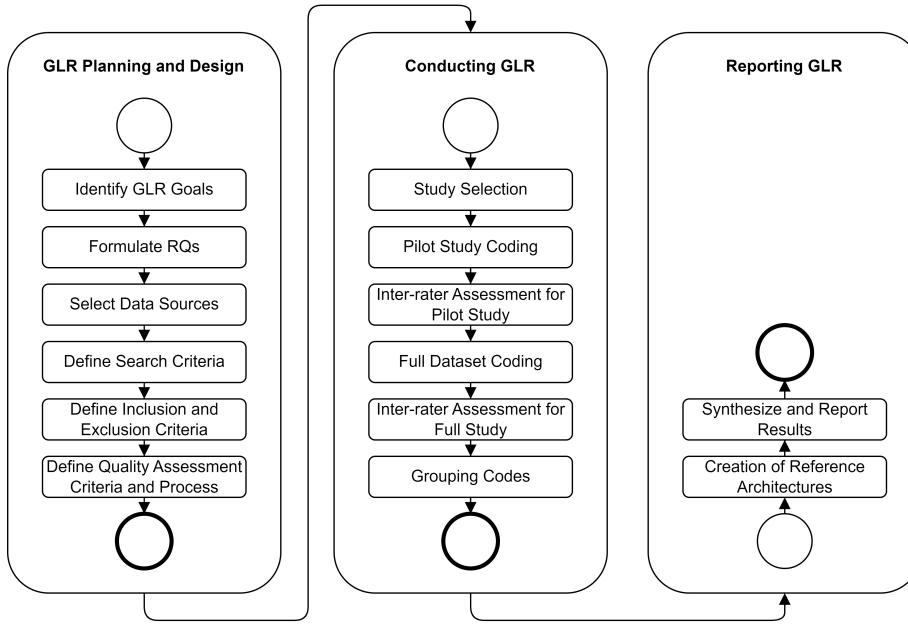 GLR Planning and Design
Identify GLR Goals
Formulate RQs
Select Data Sources
Define Search Criteria
Define Inclusion and
Exclusion Criteria
Define Quality Assessment
Criteria and Process
Conducting GLR
Study Selection
Pilot Study Coding
Inter-rater Assessment for
Pilot Study
Full Dataset Coding
Inter-rater Assessment for
Full Study
Grouping Codes
Reporting GLR
Synthesize and Report
Results
Creation of Reference
Architectures